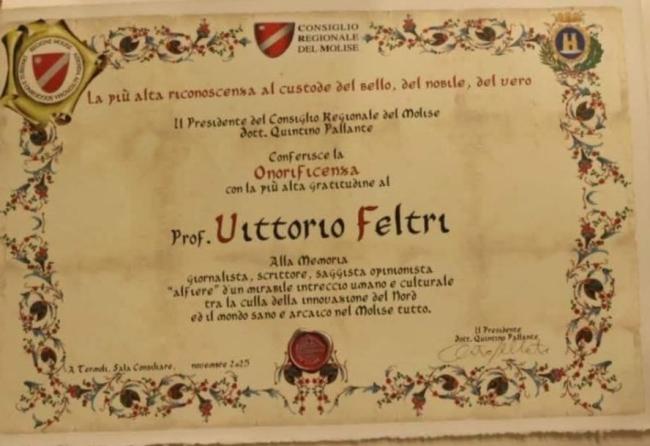 CONSIGLIO
REGIONALE
DEL MOLISE
La più alta riconoscenza al custode del bello, del nobile, del vero
Il Presidente del Consiglio Regionale del Molise
dott. Quintino Pallante
Conferisce la
Onorificenza
con la più alta gratitudine al
Prof. Vittorio Feltri
Alla Memoria
giornalista, scrittore, saggista opinionista
"alfiere" d'un mirabile intreccio umano e culturale
tra la culla della innovazione del Nord
ed il mondo sano e arcaico nel Molise tutto.
Il Presidente
dott. Quintino Pallante
A Termoli, Sala Consiliare, novembre 2025